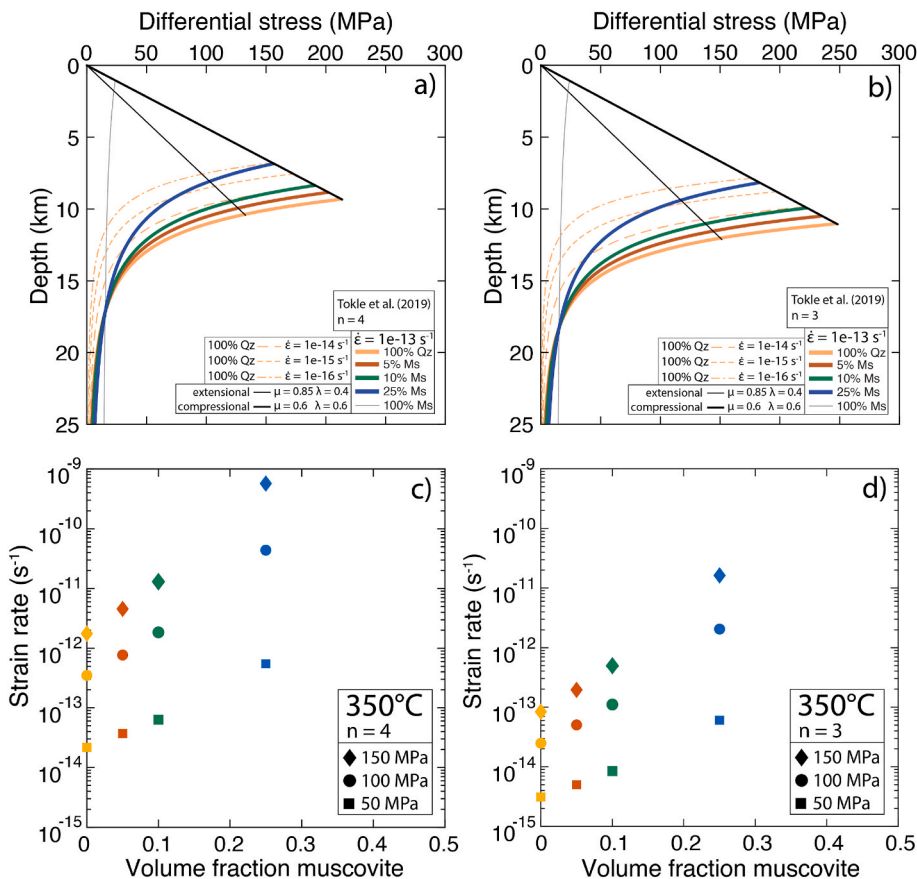 Differential stress (MPa)
0 50 100 150 200 250 300
a)
0
5
10
15
20
25
Depth (km)
Tokle et al. (2019)
n = 4
ε̇ = 1e-13 s⁻¹
100% Qz
5% Ms
10% Ms
25% Ms
100% Ms
100% Qz ε̇ = 1e-14 s⁻¹
100% Qz ε̇ = 1e-15 s⁻¹
100% Qz ε̇ = 1e-16 s⁻¹
extensional μ = 0.85 λ = 0.4
compressional μ = 0.6 λ = 0.6
Differential stress (MPa)
0 50 100 150 200 250 300
b)
0
5
10
15
20
25
Depth (km)
Tokle et al. (2019)
n = 3
ε̇ = 1e-13 s⁻¹
100% Qz
5% Ms
10% Ms
25% Ms
100% Ms
100% Qz ε̇ = 1e-14 s⁻¹
100% Qz ε̇ = 1e-15 s⁻¹
100% Qz ε̇ = 1e-16 s⁻¹
extensional μ = 0.85 λ = 0.4
compressional μ = 0.6 λ = 0.6
c)
10⁻⁹
10⁻¹⁰
10⁻¹¹
10⁻¹²
10⁻¹³
10⁻¹⁴
10⁻¹⁵
Strain rate (s⁻¹)
350°C
n = 4
150 MPa
100 MPa
50 MPa
0 0.1 0.2 0.3 0.4 0.5
Volume fraction muscovite
d)
10⁻⁹
10⁻¹⁰
10⁻¹¹
10⁻¹²
10⁻¹³
10⁻¹⁴
10⁻¹⁵
Strain rate (s⁻¹)
350°C
n = 3
150 MPa
100 MPa
50 MPa
0 0.1 0.2 0.3 0.4 0.5
Volume fraction muscovite